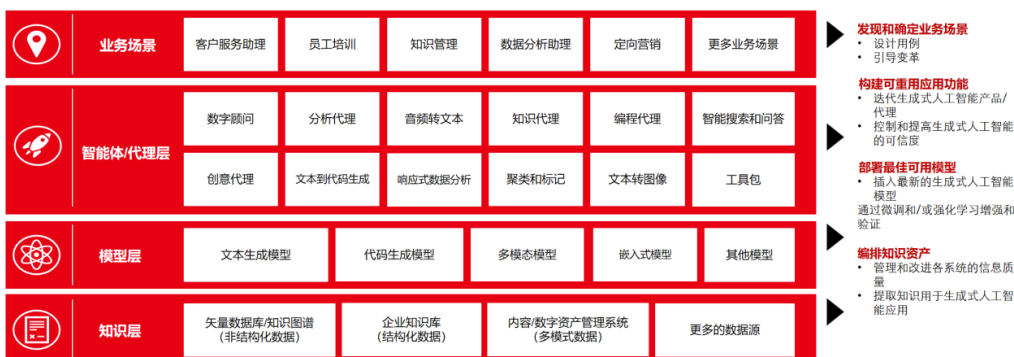 业务场景
客户服务助理
员工培训
知识管理
数据分析助理
定向营销
更多业务场景
智能体/代理层
数字顾问
分析代理
音频转文本
知识代理
编程代理
智能搜索和问答
创意代理
文本到代码生成
响应式数据分析
聚类和标记
文本转图像
工具包
模型层
文本生成模型
代码生成模型
多模态模型
嵌入式模型
其他模型
知识层
矢量数据库/知识图谱
(非结构化数据)
企业知识库
(结构化数据)
内容/数字资产管理系统
(多模式数据)
更多的数据源
发现和确定业务场景
• 设计用例
• 引导变革
构建可重用应用功能
• 迭代生成式人工智能产品/
代理
• 控制和提高生成式人工智能
的可信度
部署最佳可用模型
• 插入最新的生成式人工智能
模型
通过微调和/或强化学习增强和
验证
编排知识资产
• 管理和改进各系统的信息质
量
• 提取知识用于生成式人工智
能应用